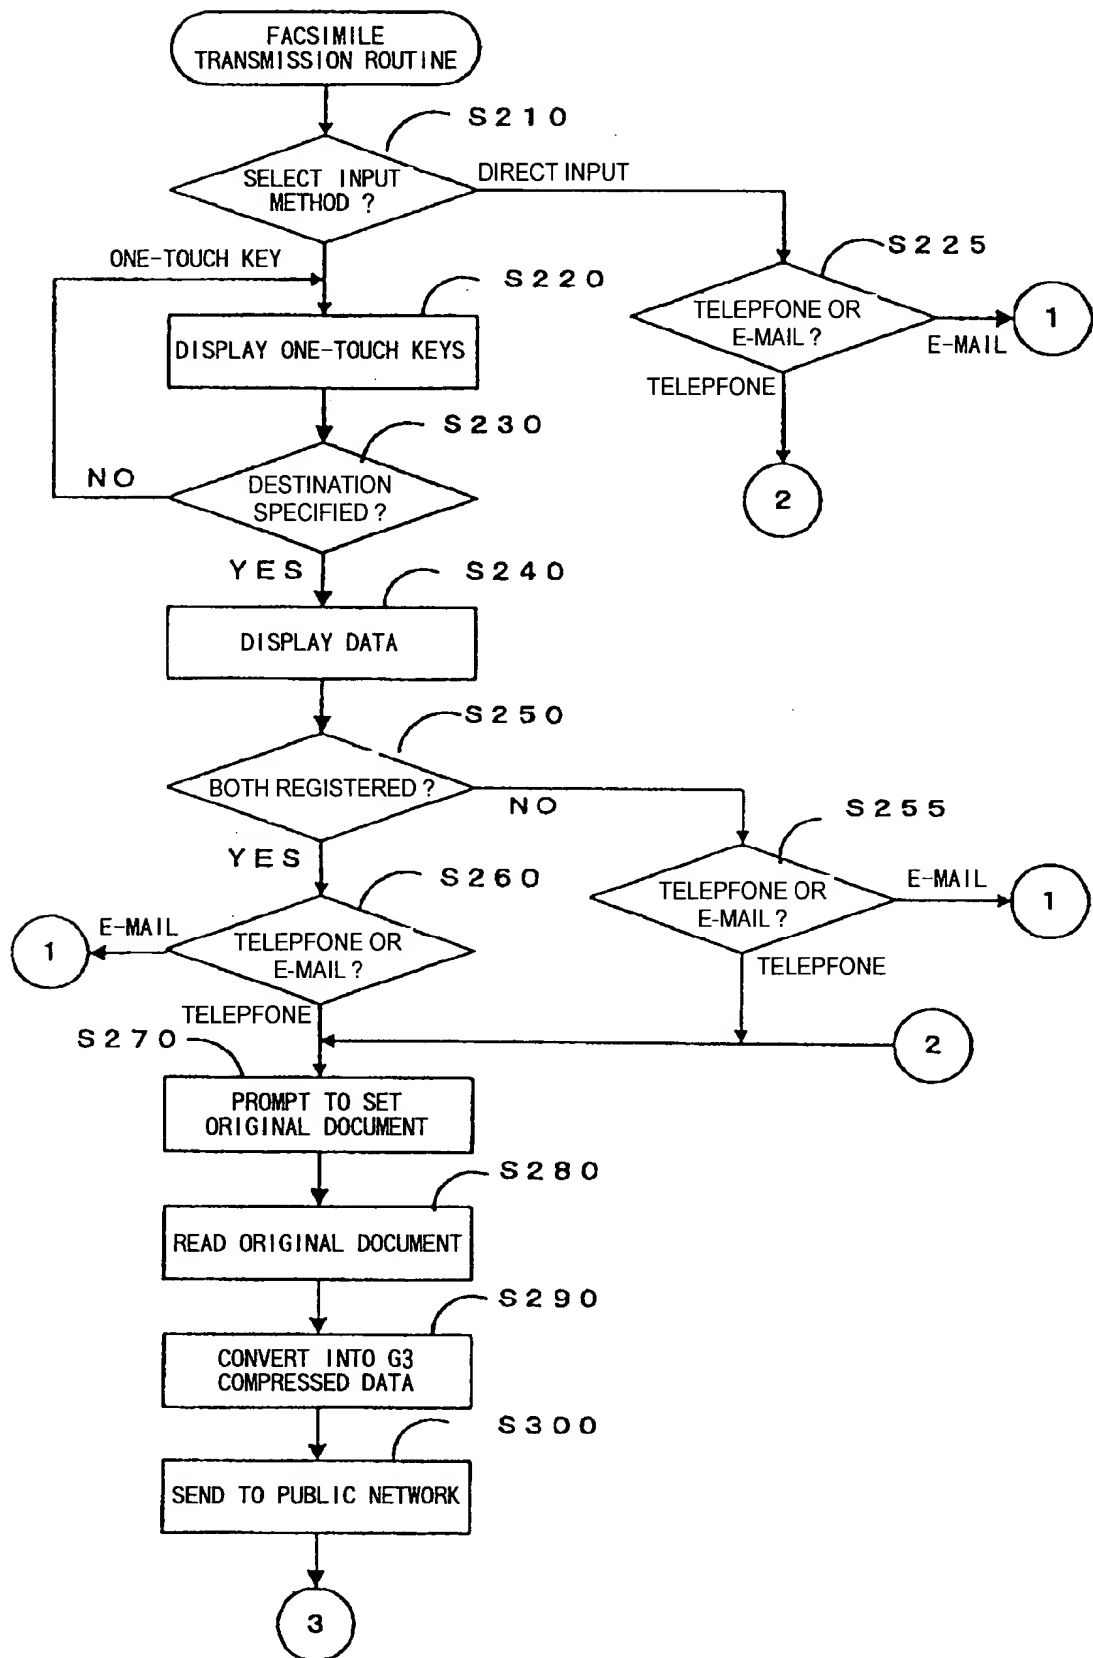 FACSIMILE
TRANSMISSION ROUTINE
S210
SELECT INPUT
METHOD ?
DIRECT INPUT
ONE-TOUCH KEY
S220
S225
TELEPFONE OR
E-MAIL ?
1
E-MAIL
DISPLAY ONE-TOUCH KEYS
TELEPFONE
S230
NO
DESTINATION
SPECIFIED ?
2
YES
S240
DISPLAY DATA
S250
BOTH REGISTERED ?
NO
S255
YES
S260
TELEPFONE OR
E-MAIL ?
E-MAIL
1
1
E-MAIL
TELEPFONE OR
E-MAIL ?
TELEPFONE
TELEPFONE
S270
2
PROMPT TO SET
ORIGINAL DOCUMENT
S280
READ ORIGINAL DOCUMENT
S290
CONVERT INTO G3
COMPRESSED DATA
S300
SEND TO PUBLIC NETWORK
3